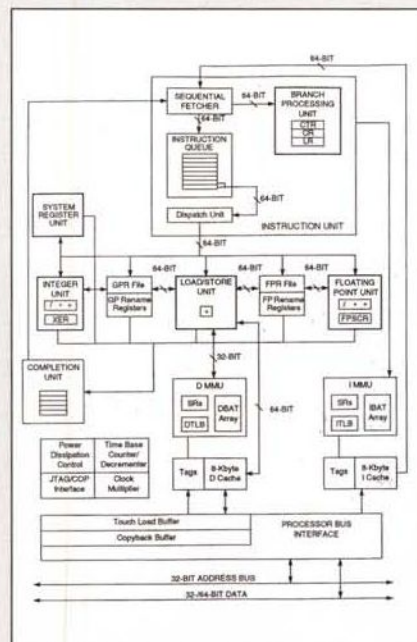 64-BIT
SEQUENTIAL
FETCHER
64-BIT
BRANCH
PROCESSING
UNIT
CTR
CR
LR
64-BIT
INSTRUCTION
QUEUE
64-BIT
SYSTEM
REGISTER
UNIT
Dispatch Unit
INSTRUCTION UNIT
64-BIT
INTEGER
UNIT
/ * +
XER
GPR File
GP Rename
Registers
64-BIT
LOAD/STORE
UNIT
+
64-BIT
FPR File
FP Rename
Registers
64-BIT
FLOATING
POINT UNIT
/ * +
FPSCR
32-BIT
COMPLETION
UNIT
D MMU
SRs
DTLB
DBAT
Array
64-BIT
I MMU
SRs
ITLB
IBAT
Array
Power
Dissipation
Control
Time Base
Counter/
Decrementer
JTAG/COP
Interface
Clock
Multiplier
Tags
8-Kbyte
D Cache
Tags
8-Kbyte
I Cache
Touch Load Buffer
Copyback Buffer
PROCESSOR BUS
INTERFACE
32-BIT ADDRESS BUS
32-/64-BIT DATA